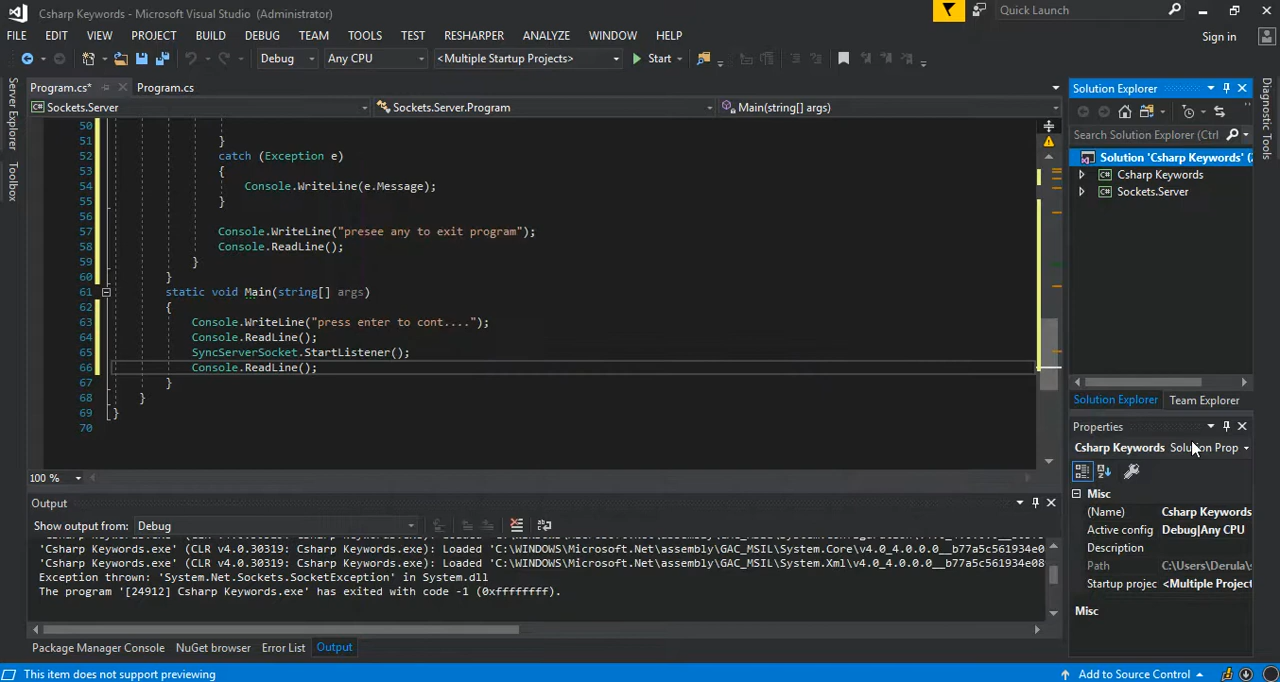 Csharp Keywords - Microsoft Visual Studio (Administrator)
Quick Launch
FILE EDIT VIEW PROJECT BUILD DEBUG TEAM TOOLS TEST RESHARPER ANALYZE WINDOW HELP
Sign in
Debug Any CPU <Multiple Startup Projects> Start
Server Explorer
Toolbox
Program.cs* Program.cs
Sockets.Server Sockets.Server.Program Main(string[] args)
50
51 }
52 catch (Exception e)
53 {
54 Console.WriteLine(e.Message);
55 }
56
57 Console.WriteLine("presee any to exit program");
58 Console.ReadLine();
59 }
60 }
61 static void Main(string[] args)
62 {
63 Console.WriteLine("press enter to cont....");
64 Console.ReadLine();
65 SyncServerSocket.StartListener();
66 Console.ReadLine();
67 }
68 }
69 }
70
100 %
Output
Show output from: Debug
'Csharp Keywords.exe' (CLR v4.0.30319: Csharp Keywords.exe): Loaded 'C:\WINDOWS\Microsoft.Net\assembly\GAC_MSIL\System.Core\v4.0_4.0.0.0__b77a5c561934e0
'Csharp Keywords.exe' (CLR v4.0.30319: Csharp Keywords.exe): Loaded 'C:\WINDOWS\Microsoft.Net\assembly\GAC_MSIL\System.Xml\v4.0_4.0.0.0__b77a5c561934e08
Exception thrown: 'System.Net.Sockets.SocketException' in System.dll
The program '[24912] Csharp Keywords.exe' has exited with code -1 (0xffffffff).
Package Manager Console NuGet browser Error List Output
Solution Explorer
Search Solution Explorer (Ctrl
Solution 'Csharp Keywords' (
Csharp Keywords
Sockets.Server
Solution Explorer Team Explorer
Properties
Csharp Keywords Solution Prop
Misc
(Name) Csharp Keywords
Active config Debug|Any CPU
Description
Path C:\Users\Derula\
Startup projec <Multiple Project
Misc
Diagnostic Tools
This item does not support previewing
Add to Source Control